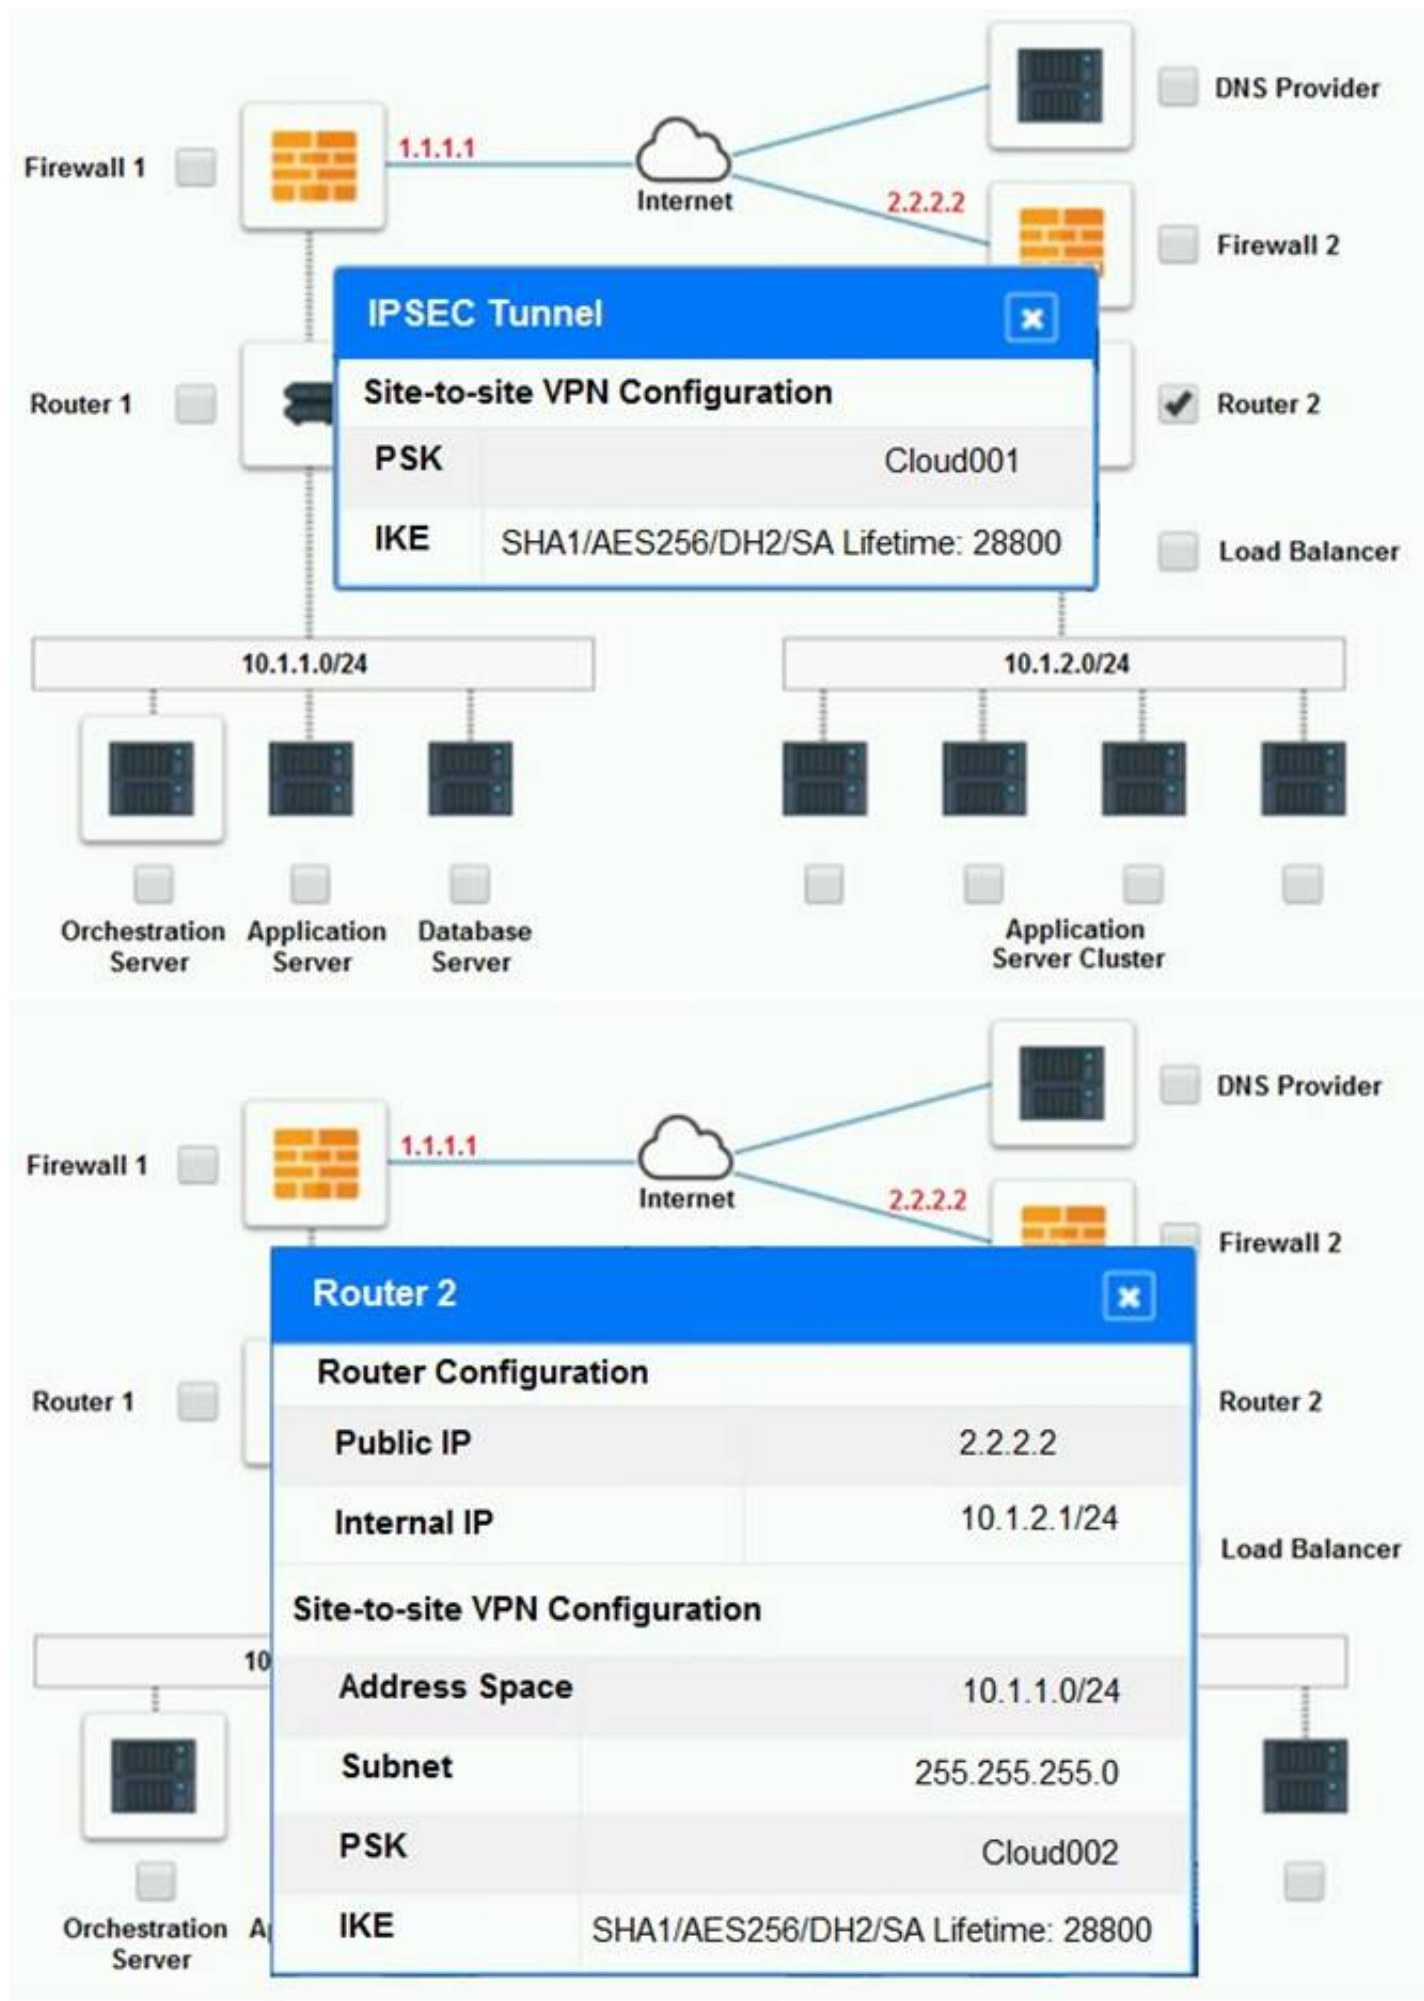 DNS Provider
Firewall 1
1.1.1.1
Internet
2.2.2.2
Firewall 2
IPSEC Tunnel
Site-to-site VPN Configuration
Router 1
Router 2
PSK Cloud001
IKE SHA1/AES256/DH2/SA Lifetime: 28800
Load Balancer
10.1.1.0/24
10.1.2.0/24
Orchestration
Server
Application
Server
Database
Server
Application
Server Cluster
DNS Provider
Firewall 1
1.1.1.1
Internet
2.2.2.2
Firewall 2
Router 2
Router Configuration
Router 1
Router 2
Public IP 2.2.2.2
Internal IP 10.1.2.1/24
Load Balancer
Site-to-site VPN Configuration
10
Address Space 10.1.1.0/24
Subnet 255.255.255.0
PSK Cloud002
IKE SHA1/AES256/DH2/SA Lifetime: 28800
Orchestration
Server